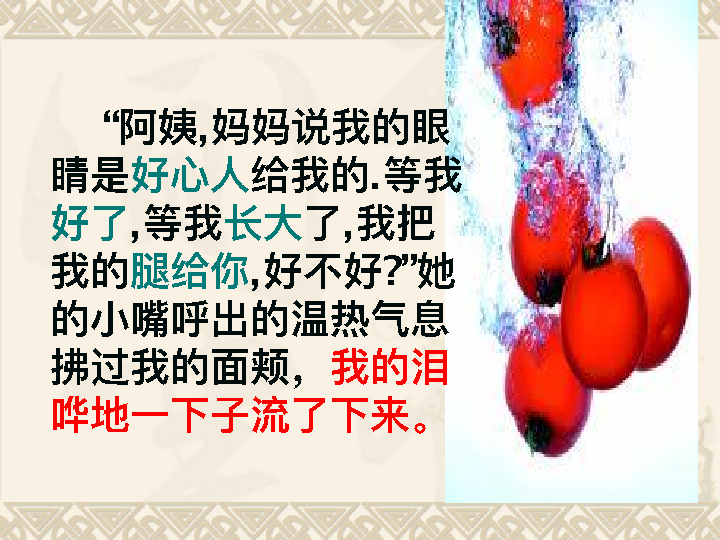 “阿姨,妈妈说我的眼
睛是好心人给我的.等我
好了,等我长大了,我把
我的腿给你,好不好?”她
的小嘴呼出的温热气息
拂过我的面颊，我的泪
哗地一下子流了下来。